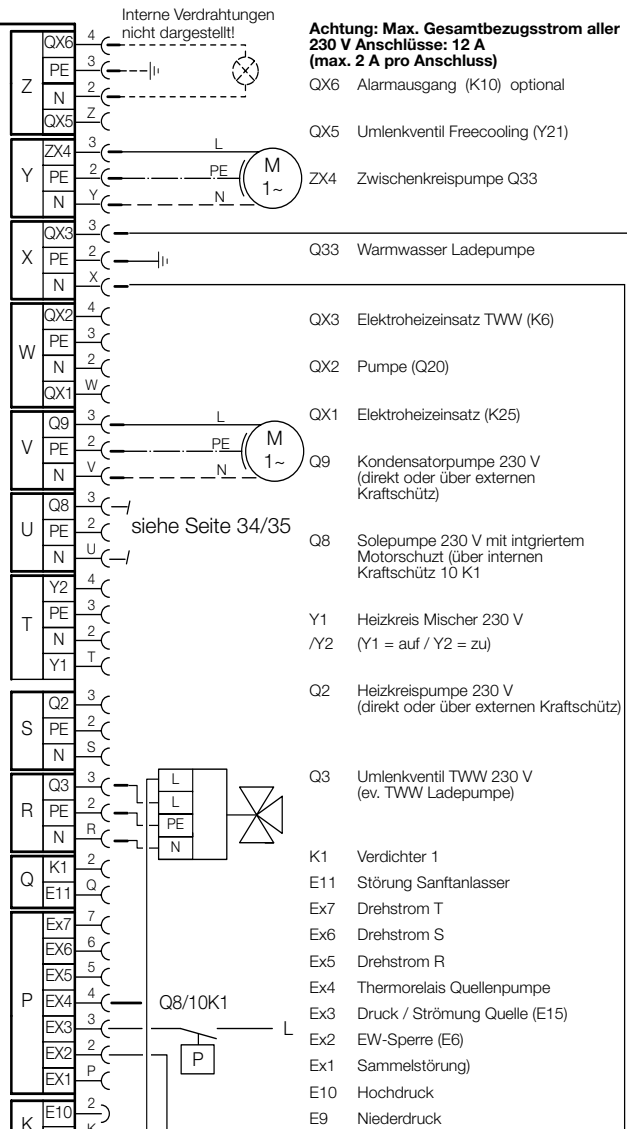 Interne Verdrahtungen
nicht dargestellt!
Achtung: Max. Gesamtbezugsstrom aller
230 V Anschlüsse: 12 A
(max. 2 A pro Anschluss)
QX6 Alarmausgang (K10) optional
QX5 Umlenkventil Freecooling (Y21)
ZX4 Zwischenkreispumpe Q33
Q33 Warmwasser Ladepumpe
QX3 Elektroheizeinsatz TWW (K6)
QX2 Pumpe (Q20)
QX1 Elektroheizeinsatz (K25)
Q9 Kondensatorpumpe 230 V
(direkt oder über externen
Kraftschütz)
Q8 Solepumpe 230 V mit intgriertem
Motorschuzt (über internen
Kraftschütz 10 K1
Y1 Heizkreis Mischer 230 V
/Y2 (Y1 = auf / Y2 = zu)
Q2 Heizkreispumpe 230 V
(direkt oder über externen Kraftschütz)
Q3 Umlenkventil TWW 230 V
(ev. TWW Ladepumpe)
K1 Verdichter 1
E11 Störung Sanftanlasser
Ex7 Drehstrom T
Ex6 Drehstrom S
Ex5 Drehstrom R
Ex4 Thermorelais Quellenpumpe
Ex3 Druck / Strömung Quelle (E15)
Ex2 EW-Sperre (E6)
Ex1 Sammelstörung)
E10 Hochdruck
E9 Niederdruck
Z
QX6 4
PE 3
N 2
QX5 Z
Y
ZX4 3 L
PE 2 PE
N Y N
M
1~
X
QX3 3
PE 2
N X
W
QX2 4
PE 3
N 2
QX1 W
V
Q9 3 L
PE 2 PE
N V N
M
1~
U
Q8 3
PE 2
N U
siehe Seite 34/35
T
Y2 4
PE 3
N 2
Y1 T
S
Q2 3
PE 2
N S
R
Q3 3
PE 2
N R
L
L
PE
N
Q
K1 2
E11 Q
P
Ex7 7
EX6 6
EX5 5
EX4 4
EX3 3
EX2 2
EX1 P
Q8/10K1
L
P
K
E10 2
K